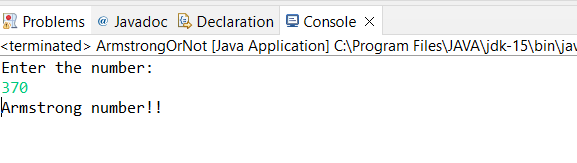 Problems @ Javadoc Declaration Console
<terminated> ArmstrongOrNot [Java Application] C:\Program Files\JAVA\jdk-15\bin\jav
Enter the number:
370
Armstrong number!!